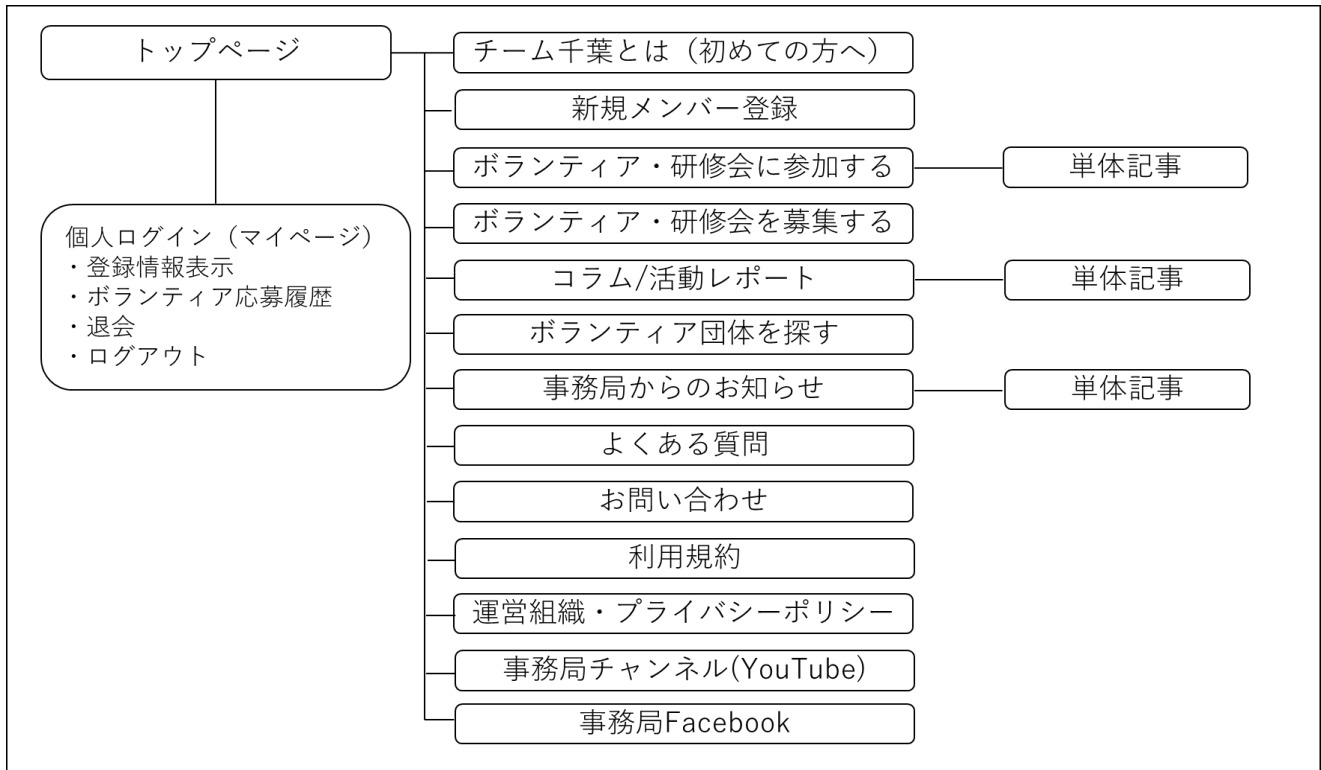 トップページ
個人ログイン（マイページ）
・登録情報表示
・ボランティア応募履歴
・退会
・ログアウト
チーム千葉とは（初めての方へ）
新規メンバー登録
ボランティア・研修会に参加する
単体記事
ボランティア・研修会を募集する
コラム/活動レポート
単体記事
ボランティア団体を探す
事務局からのお知らせ
単体記事
よくある質問
お問い合わせ
利用規約
運営組織・プライバシーポリシー
事務局チャンネル(YouTube)
事務局Facebook